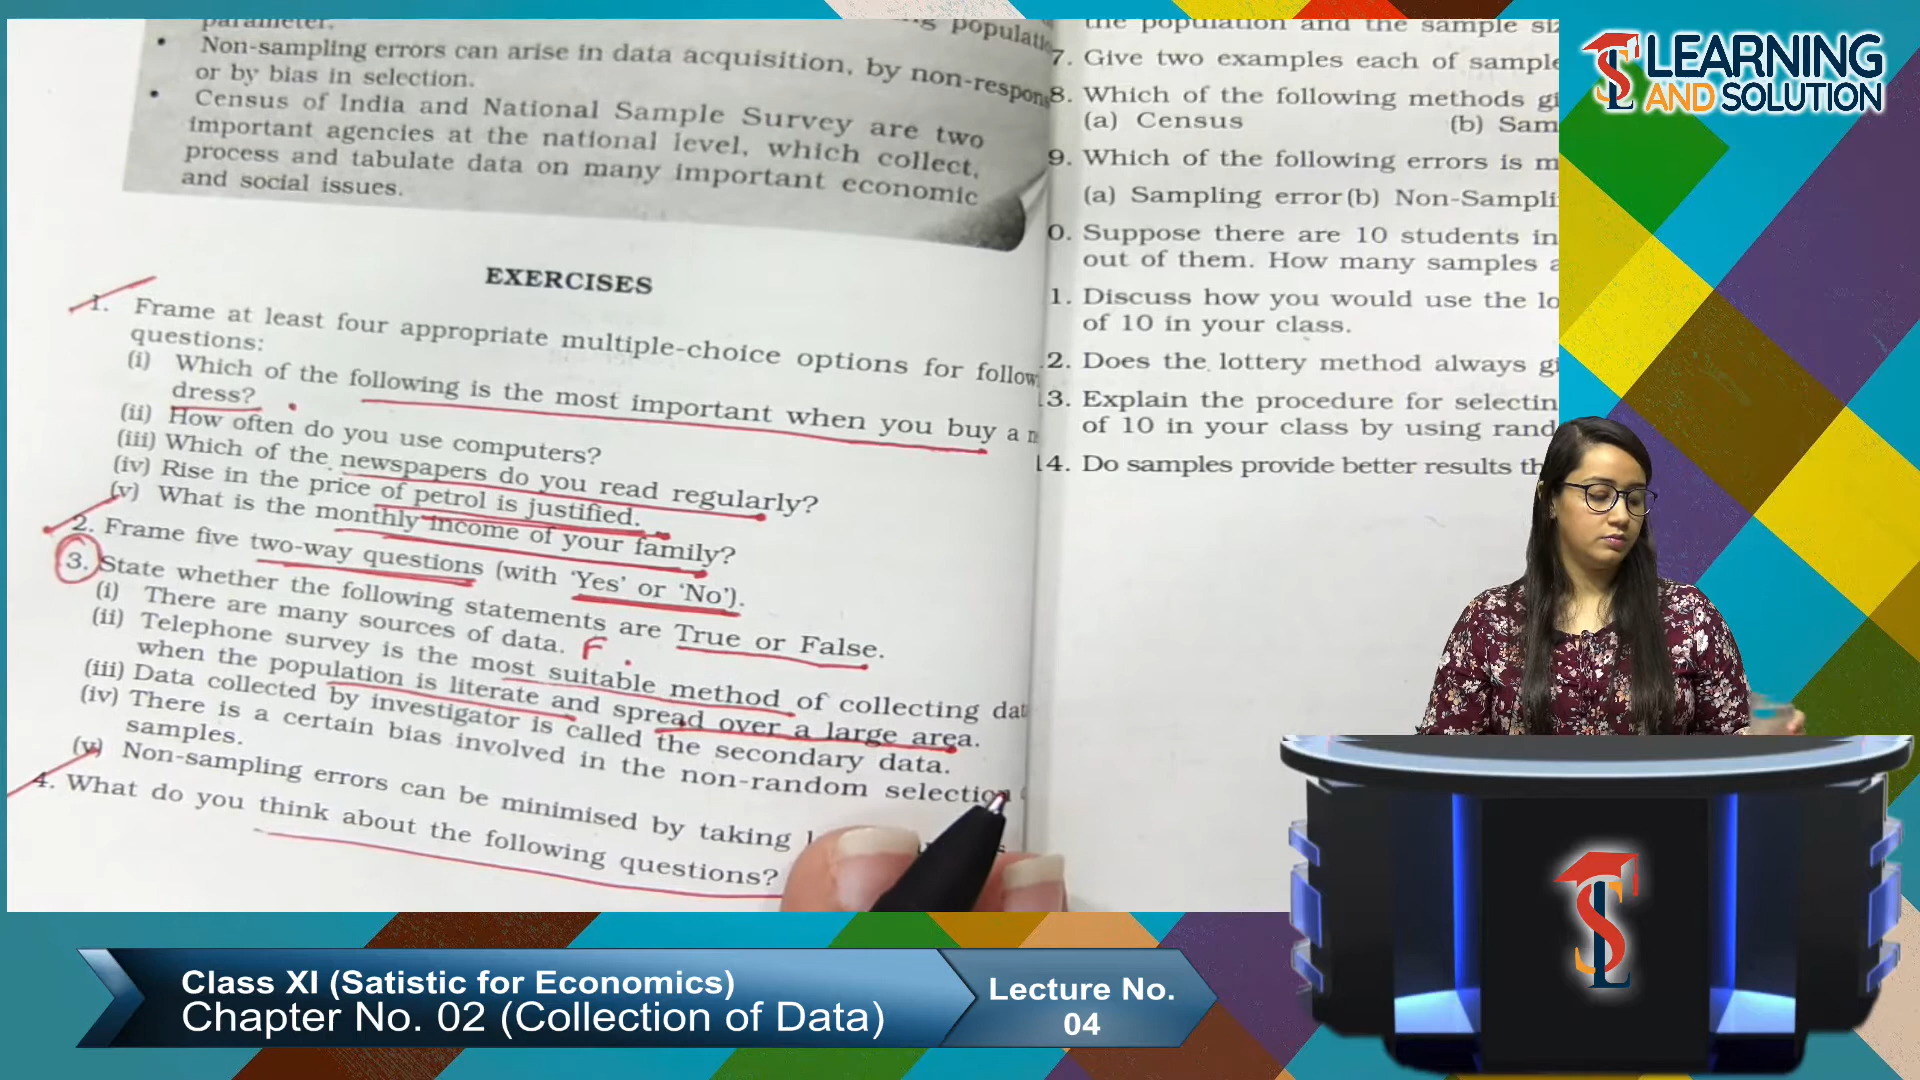 parameter.
• Non-sampling errors can arise in data acquisition, by non-respon
or by bias in selection.
• Census of India and National Sample Survey are two
important agencies at the national level, which collect,
process and tabulate data on many important economic
and social issues.
EXERCISES
1. Frame at least four appropriate multiple-choice options for follow
questions:
(i) Which of the following is the most important when you buy a
dress?
(ii) How often do you use computers?
(iii) Which of the newspapers do you read regularly?
(iv) Rise in the price of petrol is justified.
(v) What is the monthly income of your family?
2. Frame five two-way questions (with ‘Yes’ or ‘No’).
3. State whether the following statements are True or False.
(i) There are many sources of data. F
(ii) Telephone survey is the most suitable method of collecting dat
when the population is literate and spread over a large area.
(iii) Data collected by investigator is called the secondary data.
(iv) There is a certain bias involved in the non-random selection
samples.
(v) Non-sampling errors can be minimised by taking
4. What do you think about the following questions?
the population and the sample siz
7. Give two examples each of sample
8. Which of the following methods gi
(a) Census (b) Sam
9. Which of the following errors is m
(a) Sampling error (b) Non-Sampli
0. Suppose there are 10 students in
out of them. How many samples a
1. Discuss how you would use the lo
of 10 in your class.
2. Does the lottery method always gi
3. Explain the procedure for selectin
of 10 in your class by using rand
14. Do samples provide better results th
LEARNING
AND SOLUTION
Class XI (Satistic for Economics)
Chapter No. 02 (Collection of Data)
Lecture No.
04